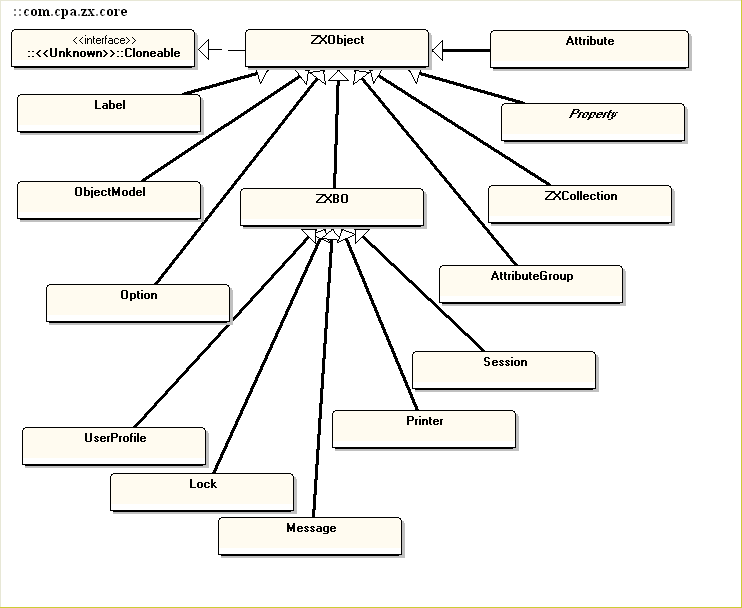 ::com.cpa.zx.core
<<interface>>
::<<Unknown>>::Cloneable
ZXObject
Attribute
Label
Property
ObjectModel
ZXBO
ZXCollection
AttributeGroup
Option
Session
Printer
UserProfile
Lock
Message